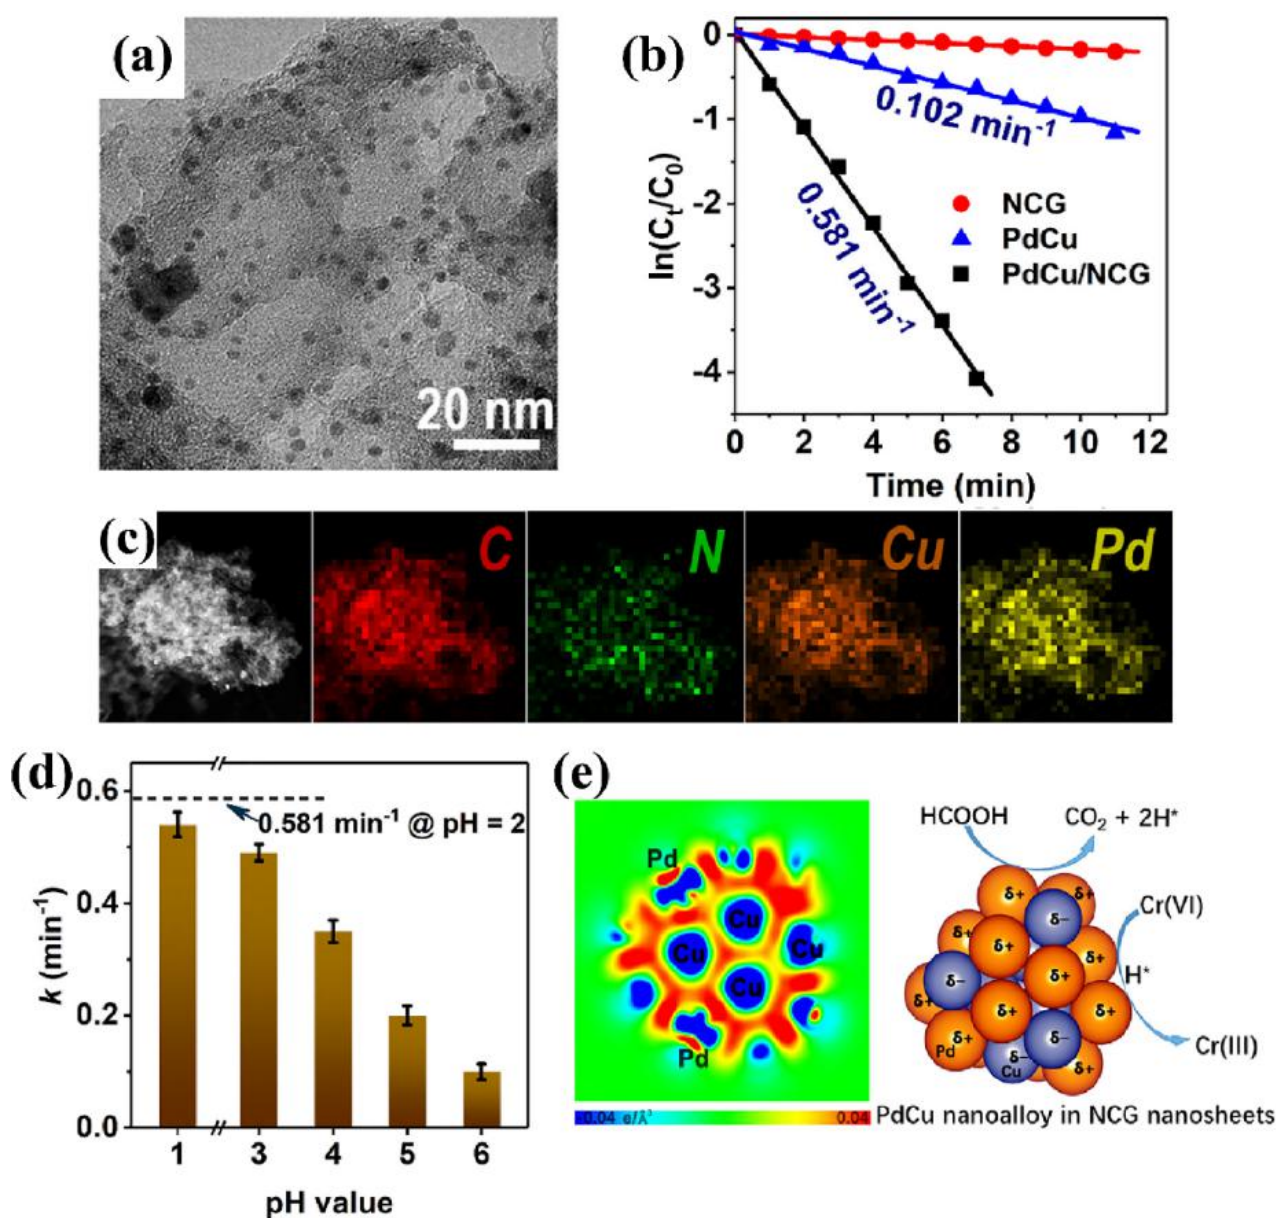 (a)
20 nm
(b)
0
-1
-2
-3
-4
ln(Cₜ/C₀)
0.102 min⁻¹
0.581 min⁻¹
NCG
PdCu
PdCu/NCG
0 2 4 6 8 10 12
Time (min)
(c)
C
N
Cu
Pd
(d)
0.6
0.4
0.2
0.0
k (min⁻¹)
0.581 min⁻¹ @ pH = 2
1 3 4 5 6
pH value
(e)
Pd
Cu
Cu
Cu
Cu
Pd
-0.04 e/Å³ 0.04
HCOOH
CO₂ + 2H*
Cr(VI)
H*
Cr(III)
δ+
δ+
δ−
δ+
δ+
δ+
δ+
δ−
δ+
δ+
δ+
δ+
δ−
Pd
δ−
Cu
δ+
PdCu nanoalloy in NCG nanosheets